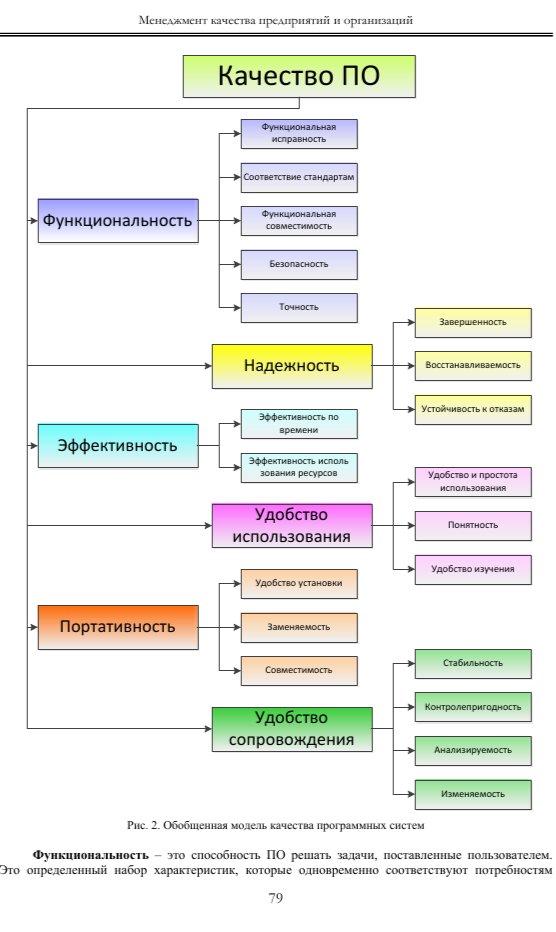 Менеджмент качества предприятий и организаций
Качество ПО
Функциональность
Функциональная
исправность
Соответствие стандартам
Функциональная
совместимость
Безопасность
Точность
Надежность
Завершенность
Восстанавливаемость
Устойчивость к отказам
Эффективность
Эффективность по
времени
Эффективность исполь
зования ресурсов
Удобство
использования
Удобство и простота
использования
Понятность
Удобство изучения
Портативность
Удобство установки
Заменяемость
Совместимость
Удобство
сопровождения
Стабильность
Контролепригодность
Анализируемость
Изменяемость
Рис. 2. Обобщенная модель качества программных систем
Функциональность – это способность ПО решать задачи, поставленные пользователем.
Это определенный набор характеристик, которые одновременно соответствуют потребностям
79